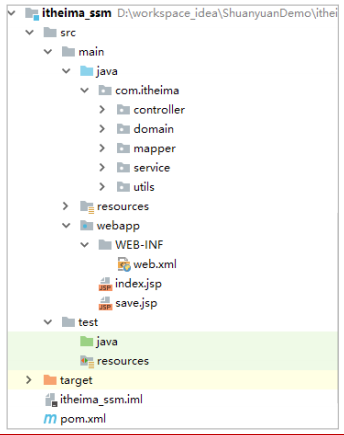 itheima_ssm D:\workspace_idea\ShuanyuanDemo\ithei
src
main
java
com.itheima
controller
domain
mapper
service
utils
resources
webapp
WEB-INF
web.xml
index.jsp
save.jsp
test
java
resources
target
itheima_ssm.iml
pom.xml